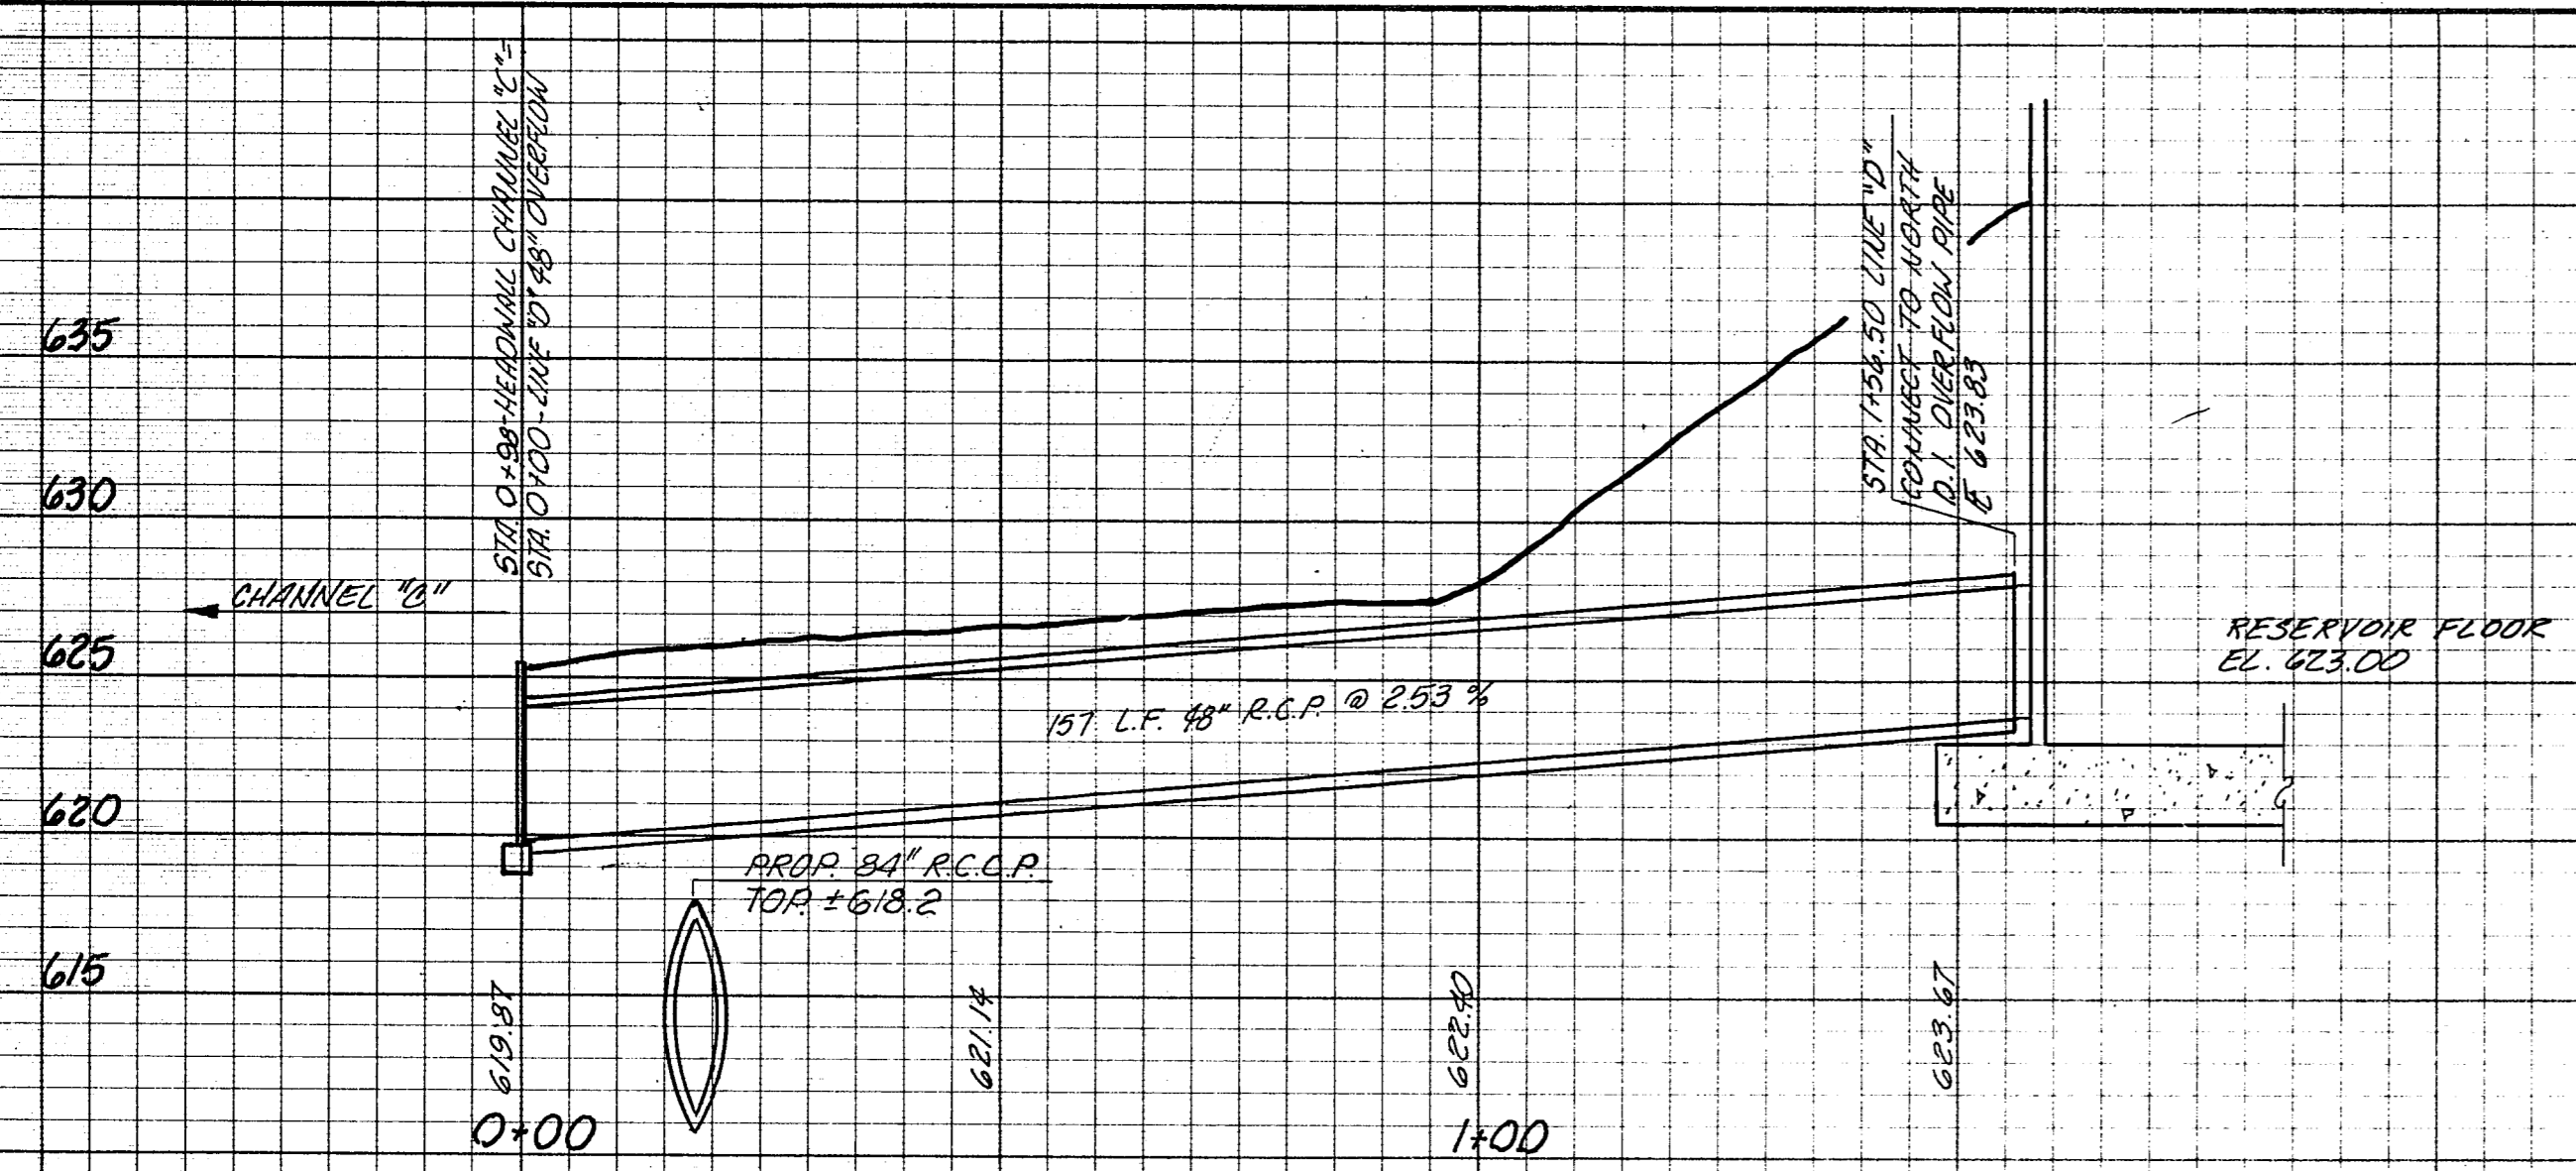 STA. 0+98-HEADWALL CHANNEL "C"=
STA. 0+00-LINE "D" 48" OVERFLOW
STA. 1+56.50 LINE "D"
CONNECT TO NORTH
D.I. OVERFLOW PIPE
623.83
635
630
CHANNEL "C"
625
RESERVOIR FLOOR
EL. 623.00
157 L.F. 48" R.C.P. @ 2.53 %
620
PROP. 84" R.C.C.P.
TOP. ±618.2
615
619.87
621.14
622.40
623.67
0+00
1+00